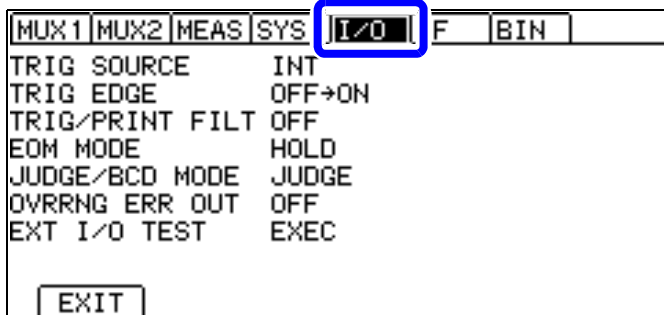 MUX1 MUX2 MEAS SYS I/O F BIN
TRIG SOURCE INT
TRIG EDGE OFF→ON
TRIG/PRINT FILT OFF
EOM MODE HOLD
JUDGE/BCD MODE JUDGE
OVRRNG ERR OUT OFF
EXT I/O TEST EXEC
EXIT